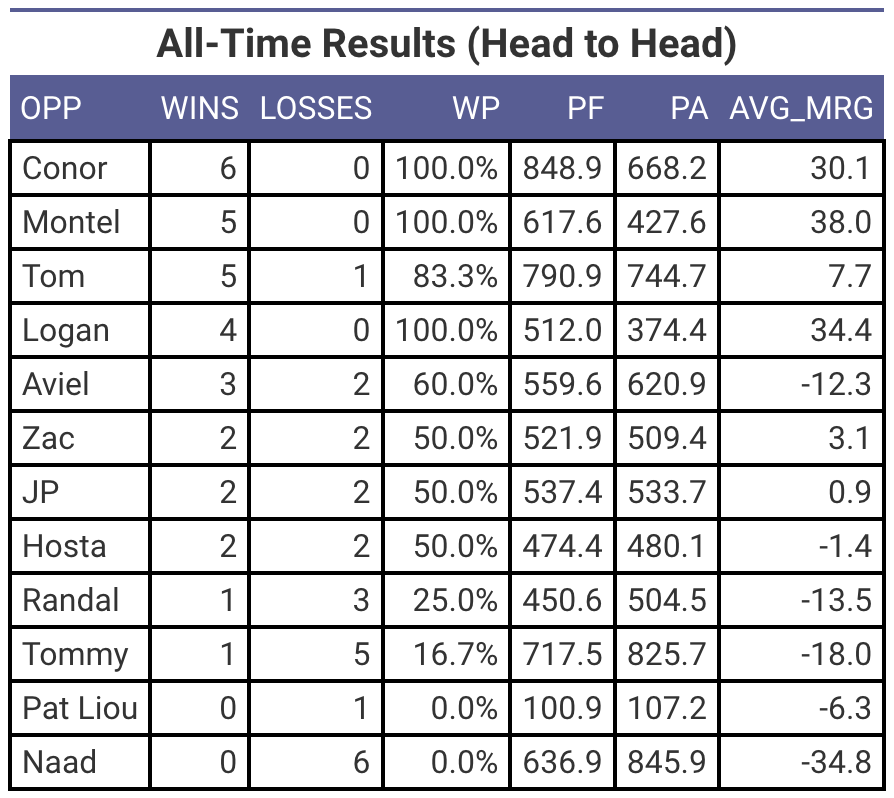 All-Time Results (Head to Head)
OPP WINS LOSSES WP PF PA AVG_MRG
Conor 6 0 100.0% 848.9 668.2 30.1
Montel 5 0 100.0% 617.6 427.6 38.0
Tom 5 1 83.3% 790.9 744.7 7.7
Logan 4 0 100.0% 512.0 374.4 34.4
Aviel 3 2 60.0% 559.6 620.9 -12.3
Zac 2 2 50.0% 521.9 509.4 3.1
JP 2 2 50.0% 537.4 533.7 0.9
Hosta 2 2 50.0% 474.4 480.1 -1.4
Randal 1 3 25.0% 450.6 504.5 -13.5
Tommy 1 5 16.7% 717.5 825.7 -18.0
Pat Liou 0 1 0.0% 100.9 107.2 -6.3
Naad 0 6 0.0% 636.9 845.9 -34.8